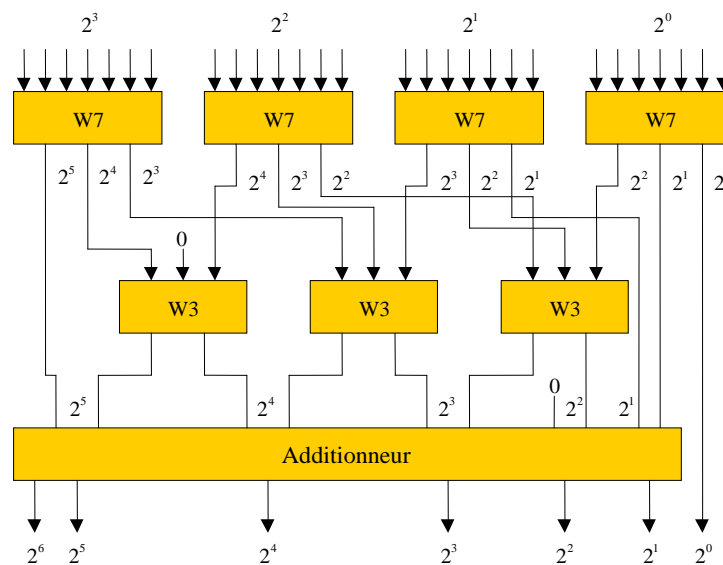 2³ 2² 2¹ 2⁰
W7 W7 W7 W7
2⁵ 2⁴ 2³ 2⁴ 2³ 2² 2³ 2² 2¹ 2² 2¹ 2
0
W3 W3 W3
0
2⁵ 2⁴ 2³ 2² 2¹
Additionneur
2⁶ 2⁵ 2⁴ 2³ 2² 2¹ 2⁰